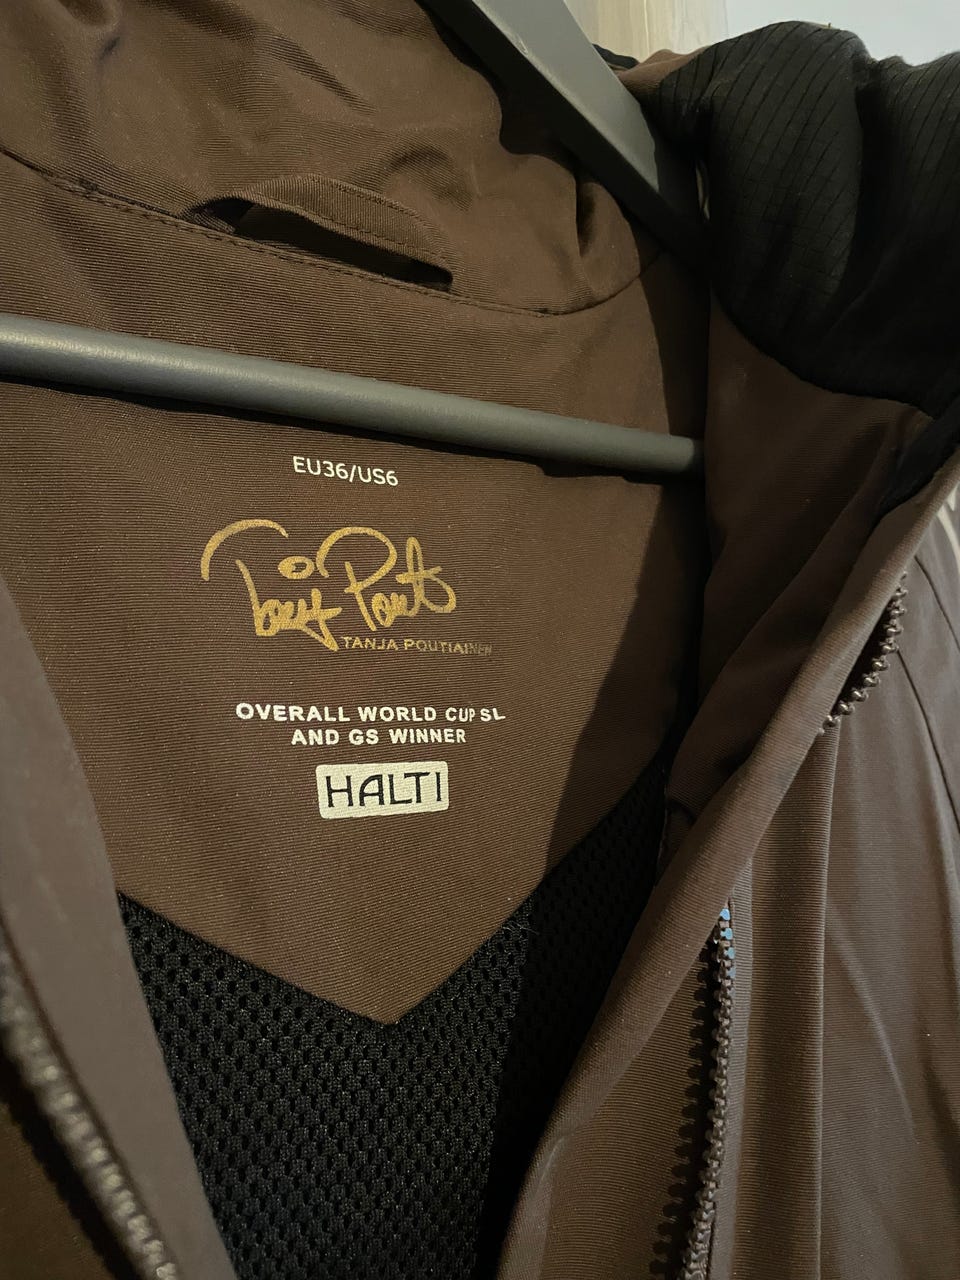 EU36/US6
TANJA POUTIAINEN
OVERALL WORLD CUP SL
AND GS WINNER
HALTI